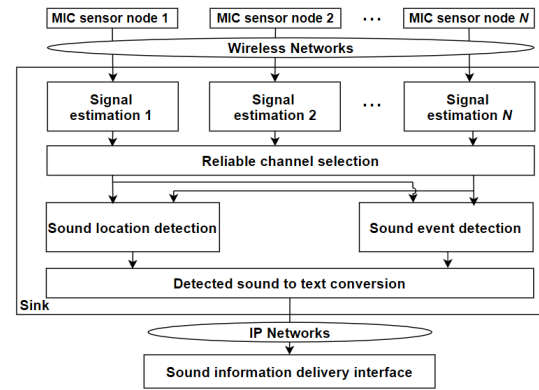 MIC sensor node 1 MIC sensor node 2 ... MIC sensor node N
Wireless Networks
Signal Signal Signal
estimation 1 estimation 2 ... estimation N
Reliable channel selection
Sound location detection Sound event detection
Detected sound to text conversion
Sink
IP Networks
Sound information delivery interface